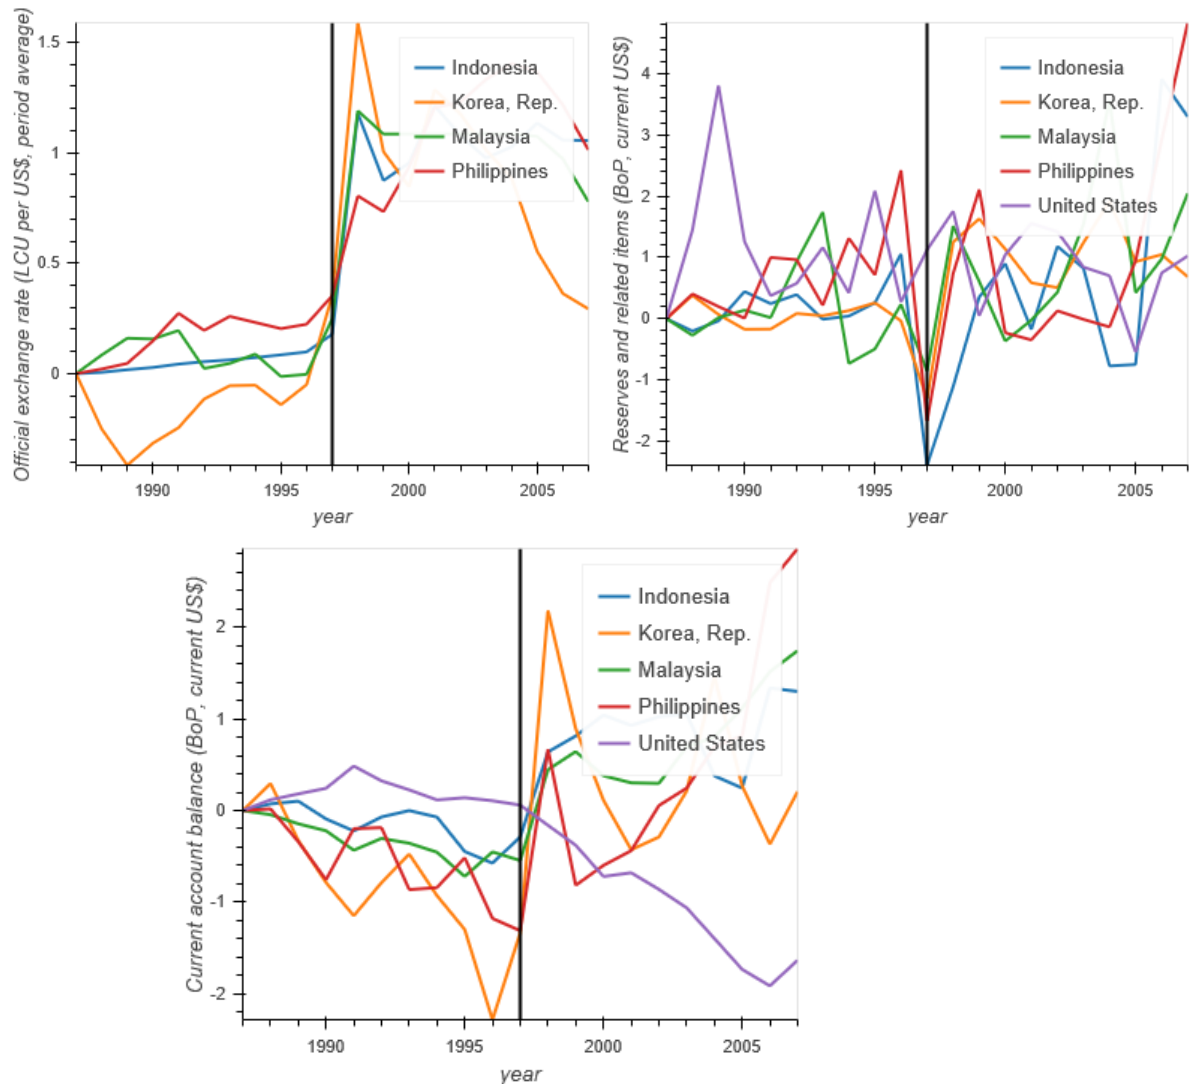 Official exchange rate (LCU per US$, period average)
1.5
1
0.5
0
1990
1995
2000
2005
year
Indonesia
Korea, Rep.
Malaysia
Philippines
Reserves and related items (BoP, current US$)
4
3
2
1
0
-1
-2
1990
1995
2000
2005
year
Indonesia
Korea, Rep.
Malaysia
Philippines
United States
Current account balance (BoP, current US$)
2
1
0
-1
-2
1990
1995
2000
2005
year
Indonesia
Korea, Rep.
Malaysia
Philippines
United States